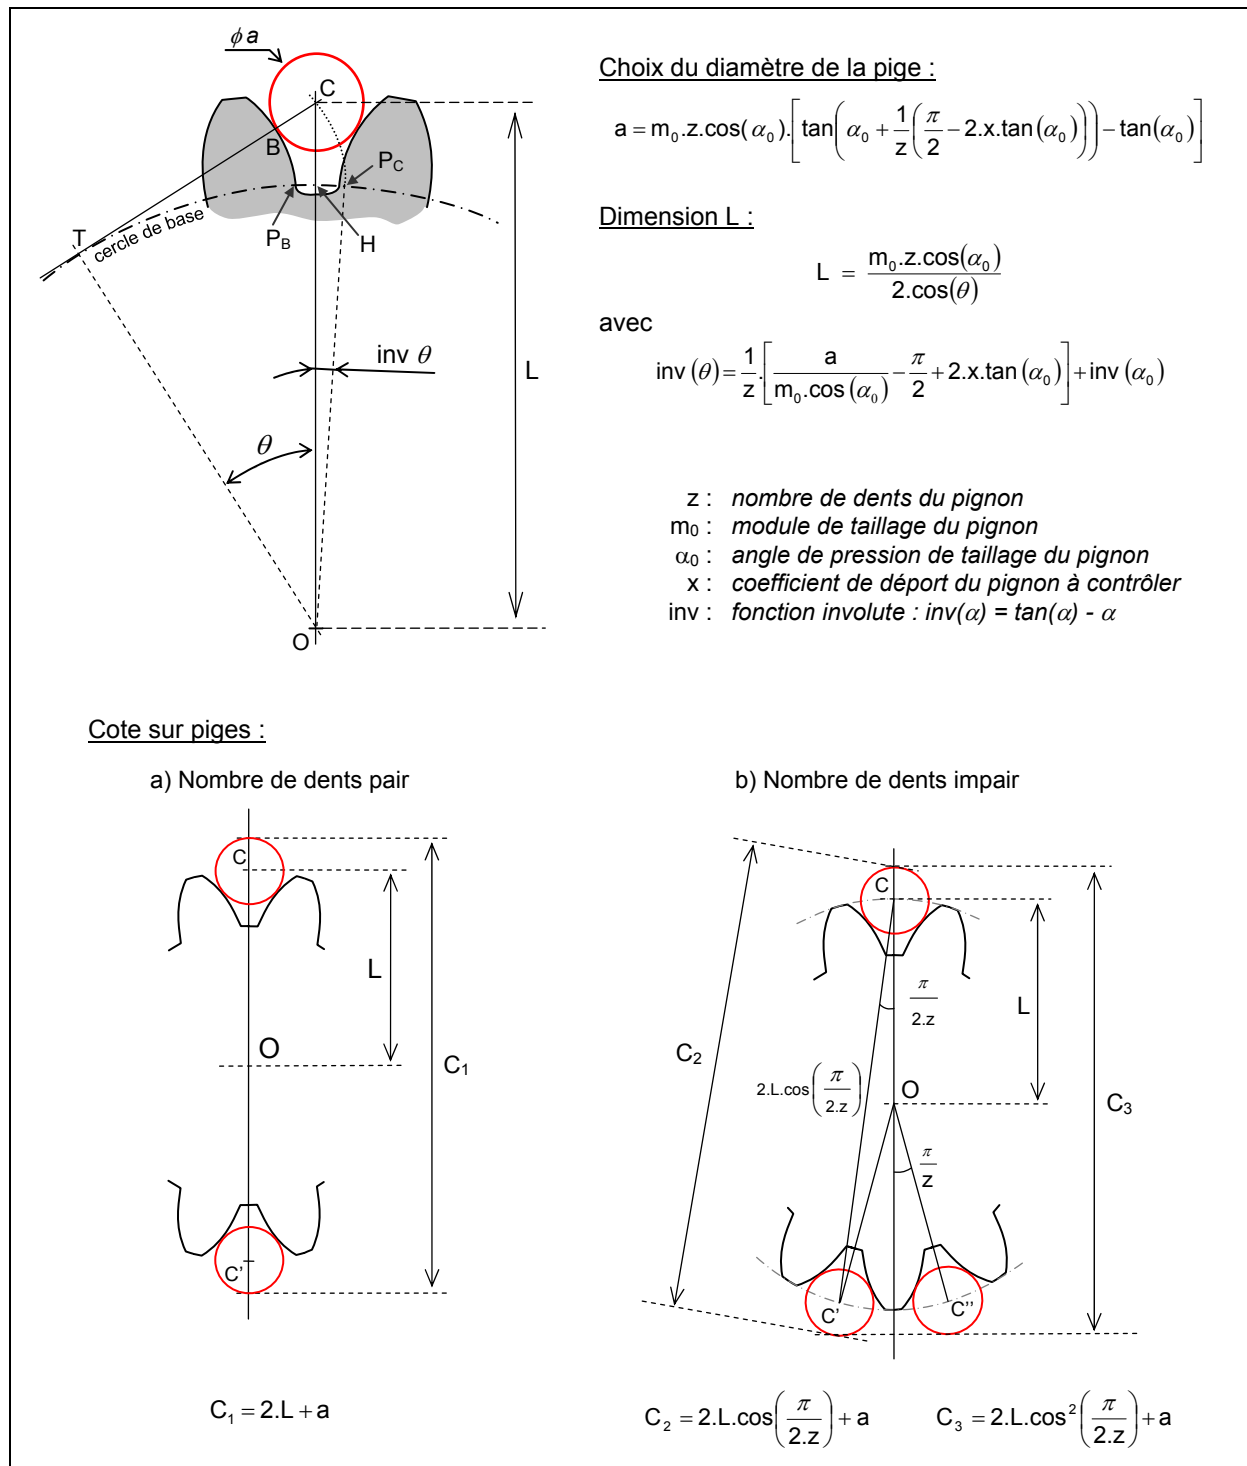 ϕ a
C
B
P_C
T
cercle de base
P_B
H
inv θ
L
θ
O
Choix du diamètre de la pige :
a = m₀.z.cos(α₀).[tan(α₀ + 1/z(π/2 − 2.x.tan(α₀))) − tan(α₀)]
Dimension L :
L = m₀.z.cos(α₀) / 2.cos(θ)
avec
inv (θ) = 1/z.[a/(m₀.cos (α₀)) − π/2 + 2.x.tan (α₀)] + inv (α₀)
z : nombre de dents du pignon
m₀ : module de taillage du pignon
α₀ : angle de pression de taillage du pignon
x : coefficient de déport du pignon à contrôler
inv : fonction involute : inv(α) = tan(α) - α
Cote sur piges :
a) Nombre de dents pair
C
L
O
C₁
C'
C₁ = 2.L + a
b) Nombre de dents impair
C
π/2.z
L
C₂
2.L.cos(π/2.z)
O
C₃
π/z
C'
C''
C₂ = 2.L.cos(π/2.z) + a
C₃ = 2.L.cos²(π/2.z) + a